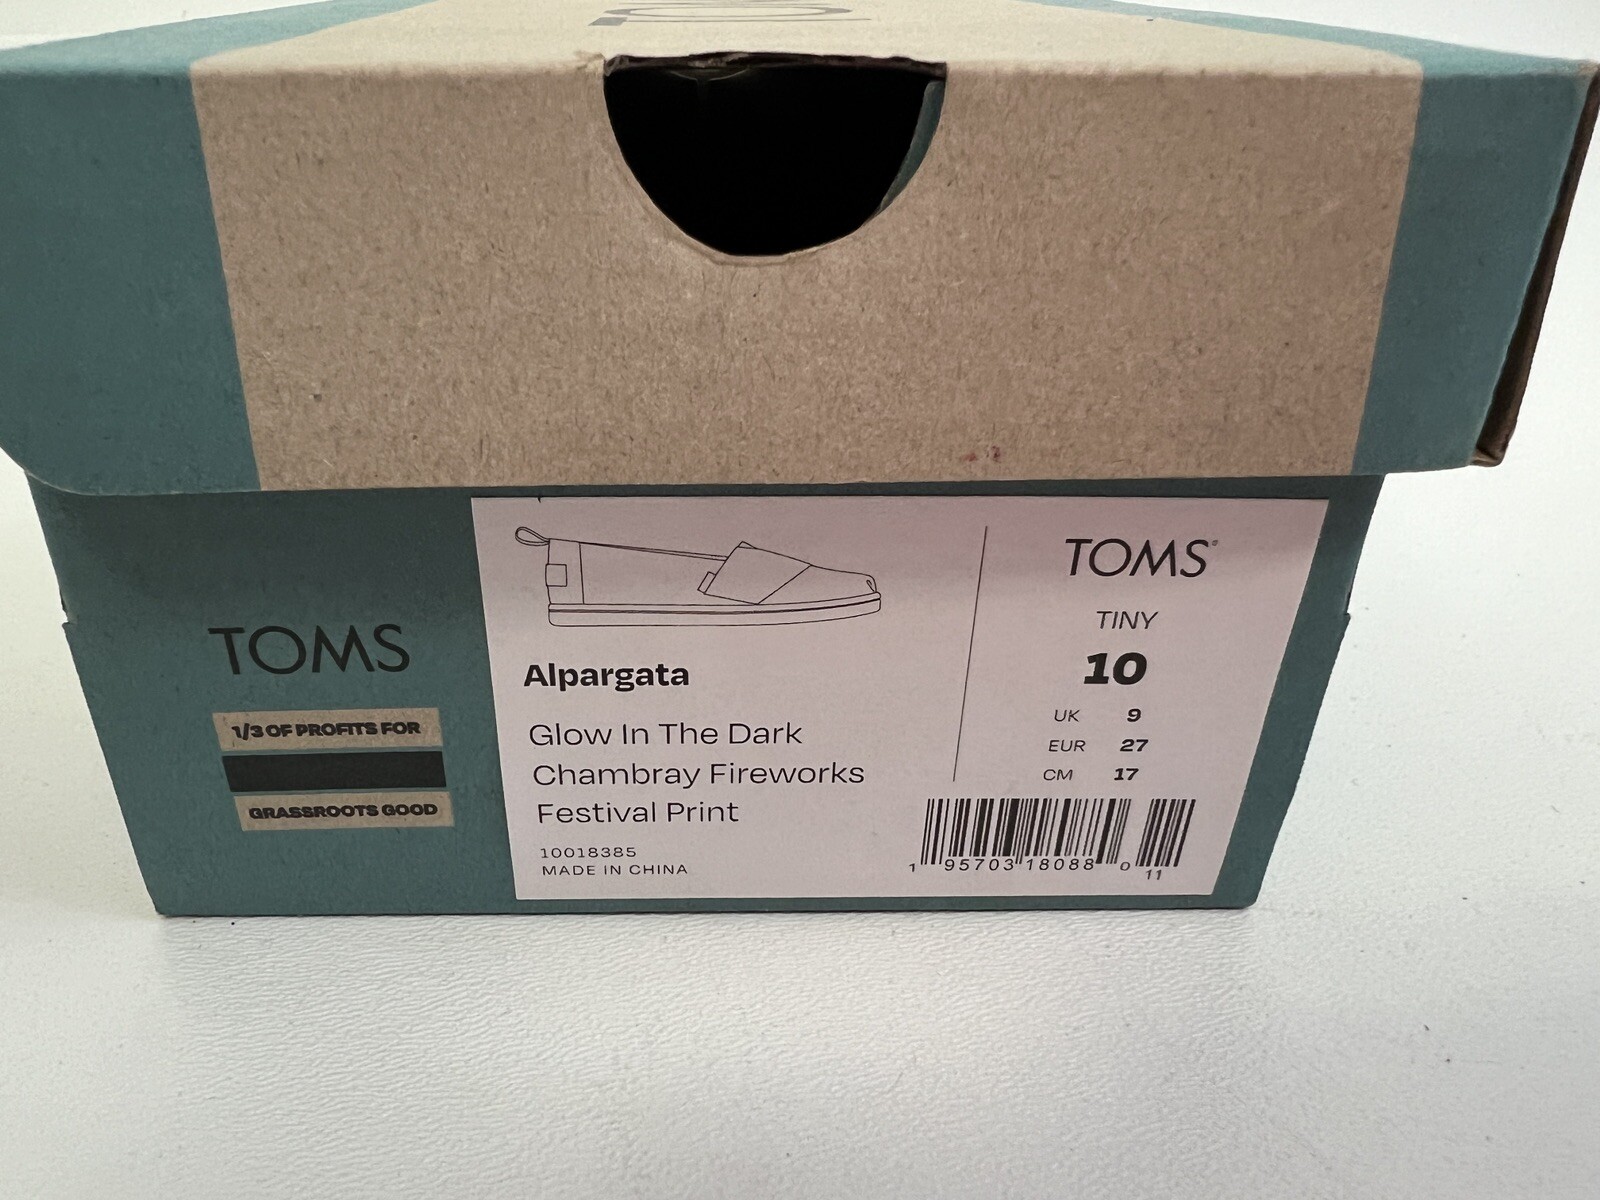 TOMS
TOMS
1/3 OF PROFITS FOR
GRASSROOTS GOOD
Alpargata
Glow In The Dark
Chambray Fireworks
Festival Print
10018385
MADE IN CHINA
TOMS®
TINY
10
UK 9
EUR 27
CM 17
1 95703 18088 0 11